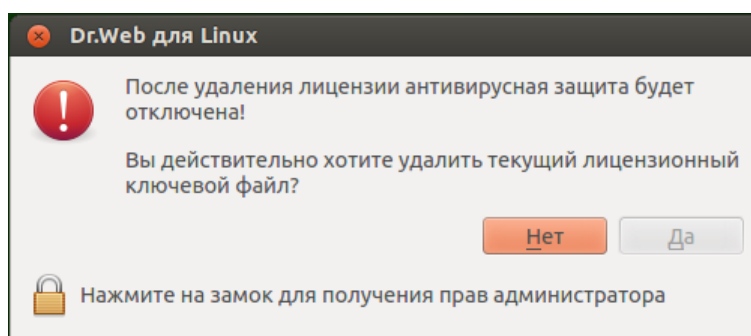 Dr.Web для Linux
После удаления лицензии антивирусная защита будет
отключена!
Вы действительно хотите удалить текущий лицензионный
ключевой файл?
Нет Да
Нажмите на замок для получения прав администратора